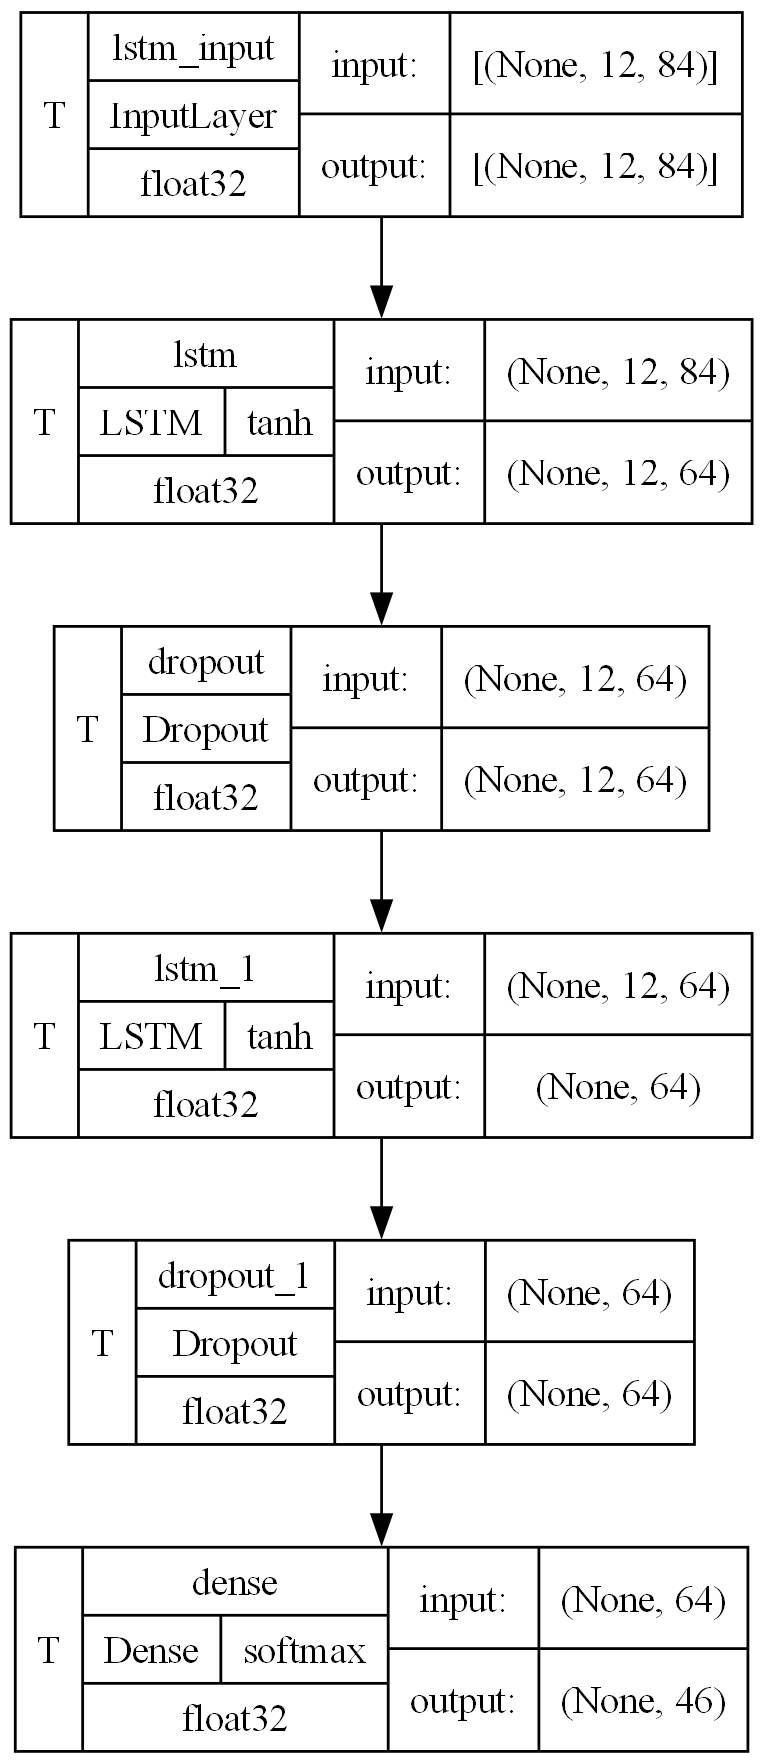 T
lstm_input
InputLayer
float32
input:
[(None, 12, 84)]
output:
[(None, 12, 84)]
T
lstm
LSTM
tanh
float32
input:
(None, 12, 84)
output:
(None, 12, 64)
T
dropout
Dropout
float32
input:
(None, 12, 64)
output:
(None, 12, 64)
T
lstm_1
LSTM
tanh
float32
input:
(None, 12, 64)
output:
(None, 64)
T
dropout_1
Dropout
float32
input:
(None, 64)
output:
(None, 64)
T
dense
Dense
softmax
float32
input:
(None, 64)
output:
(None, 46)